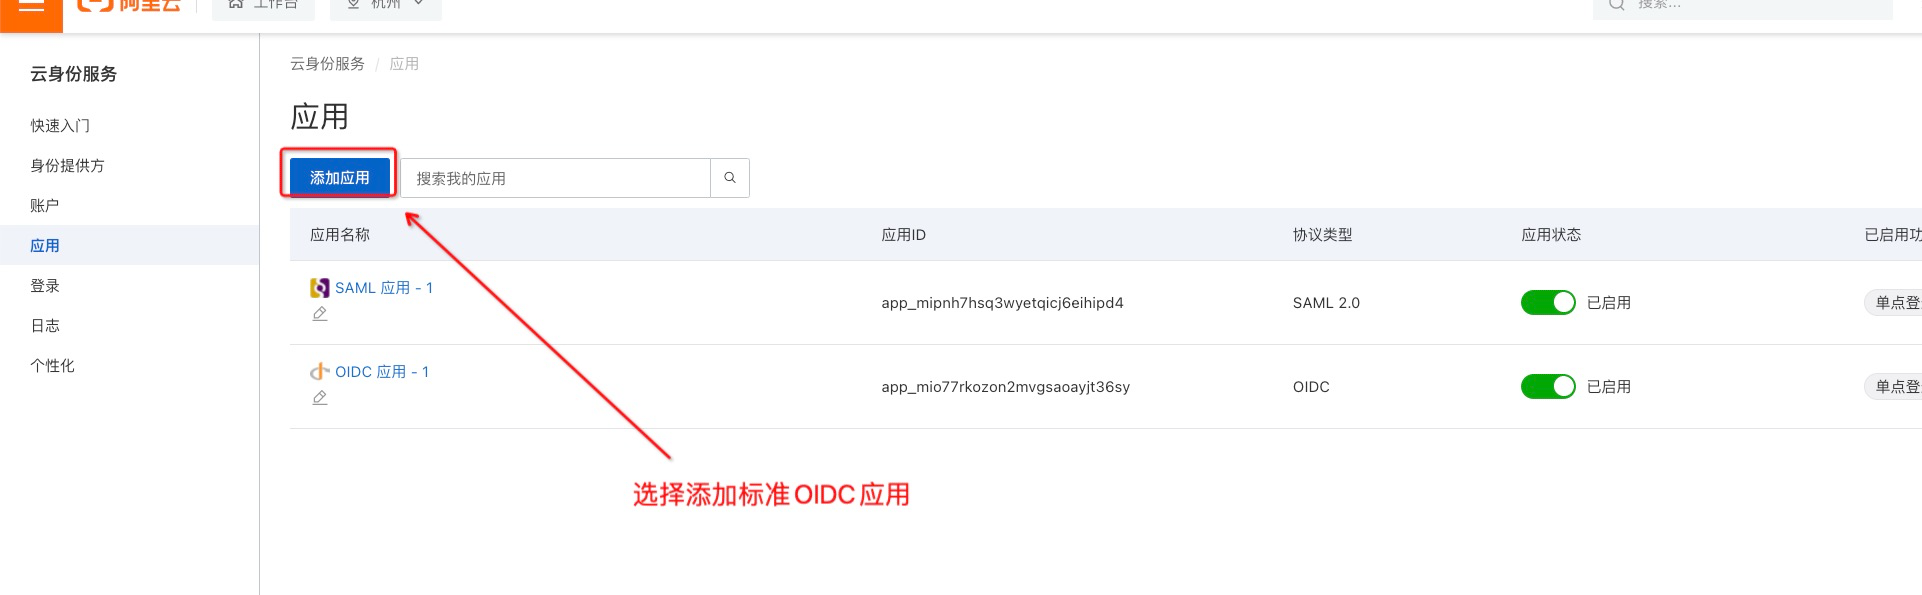 阿里云
工作台
杭州
搜索...
云身份服务
快速入门
身份提供方
账户
应用
登录
日志
个性化
云身份服务 / 应用
应用
添加应用
搜索我的应用
应用名称 应用ID 协议类型 应用状态 已启用功
SAML 应用 - 1 app_mipnh7hsq3wyetqicj6eihipd4 SAML 2.0 已启用 单点登
OIDC 应用 - 1 app_mio77rkozon2mvgsaoayjt36sy OIDC 已启用 单点登
选择添加标准OIDC应用